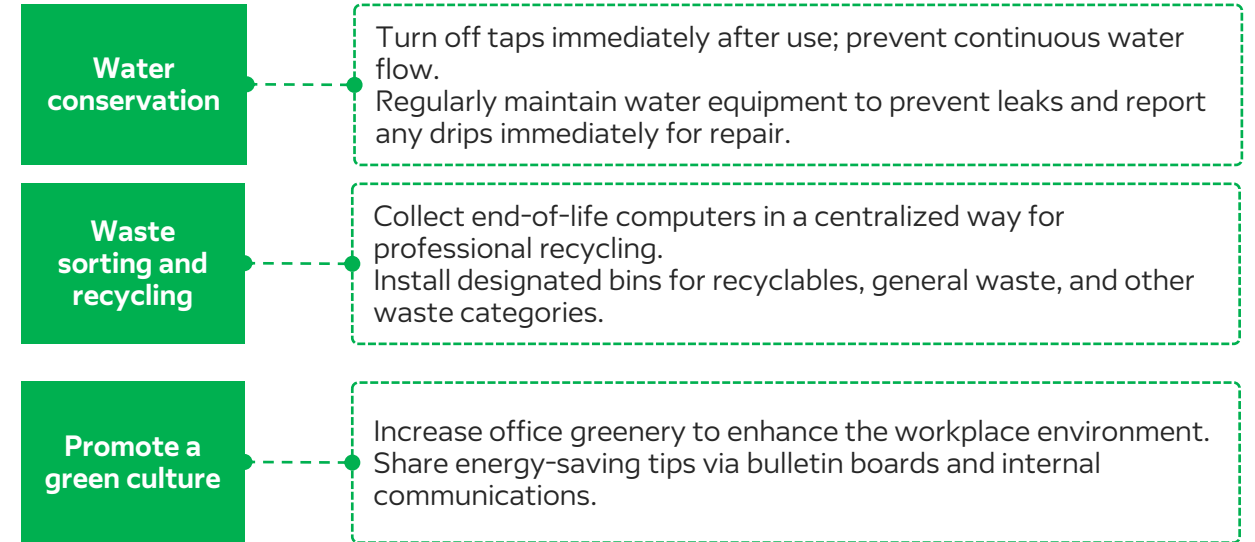 Water
conservation
Turn off taps immediately after use; prevent continuous water
flow.
Regularly maintain water equipment to prevent leaks and report
any drips immediately for repair.
Waste
sorting and
recycling
Collect end-of-life computers in a centralized way for
professional recycling.
Install designated bins for recyclables, general waste, and other
waste categories.
Promote a
green culture
Increase office greenery to enhance the workplace environment.
Share energy-saving tips via bulletin boards and internal
communications.